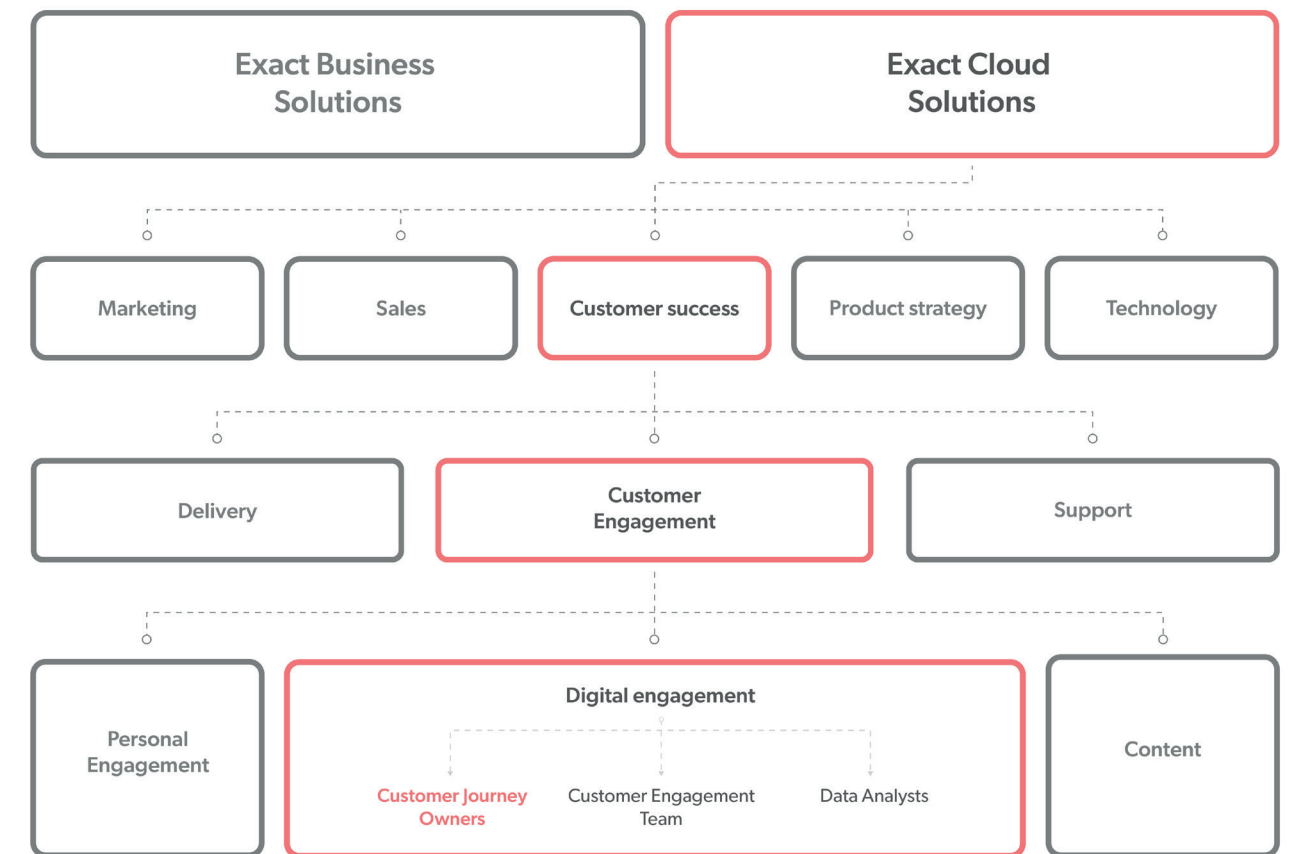 Exact Business
Solutions
Exact Cloud
Solutions
Marketing
Sales
Customer success
Product strategy
Technology
Delivery
Customer
Engagement
Support
Personal
Engagement
Digital engagement
Customer Journey
Owners
Customer Engagement
Team
Data Analysts
Content